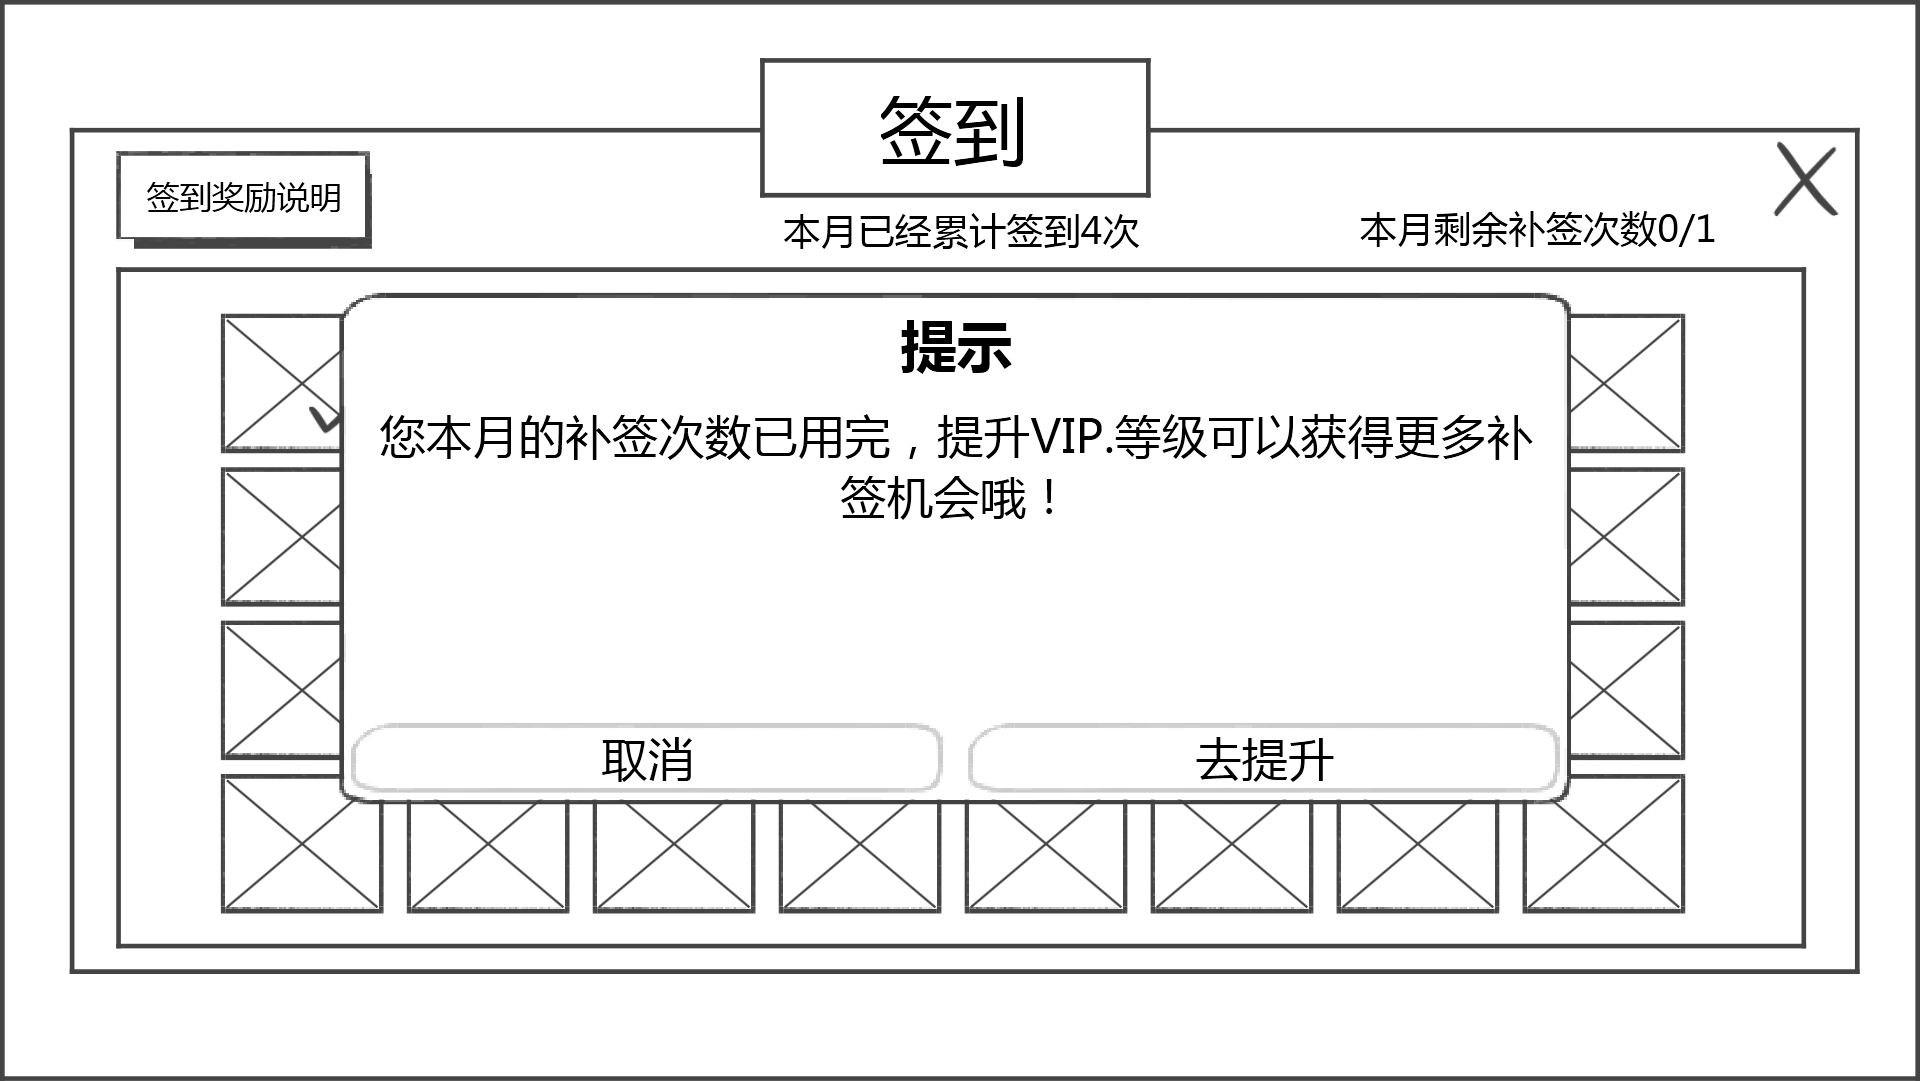 签到
签到奖励说明
本月已经累计签到4次
本月剩余补签次数0/1
提示
您本月的补签次数已用完，提升VIP.等级可以获得更多补
签机会哦！
取消
去提升